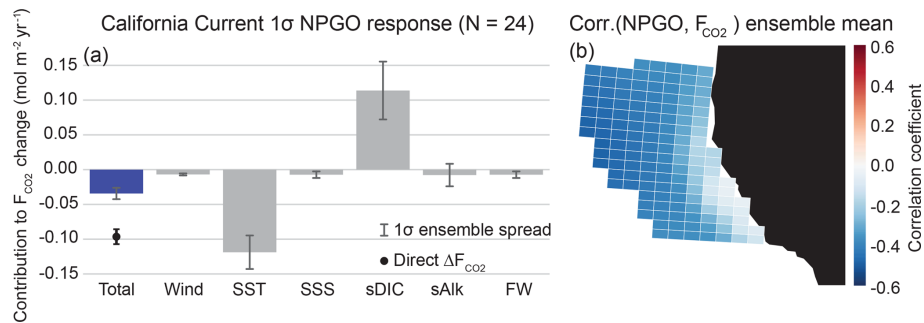 California Current 1σ NPGO response (N = 24)
(a)
Contribution to F_CO2 change (mol m⁻² yr⁻¹)
0.15
0.10
0.05
0.00
-0.05
-0.10
-0.15
1σ ensemble spread
Direct ΔF_CO2
Total Wind SST SSS sDIC sAlk FW
Corr.(NPGO, F_CO2 ) ensemble mean
(b)
0.6
0.4
0.2
0.0
-0.2
-0.4
-0.6
Correlation coefficient